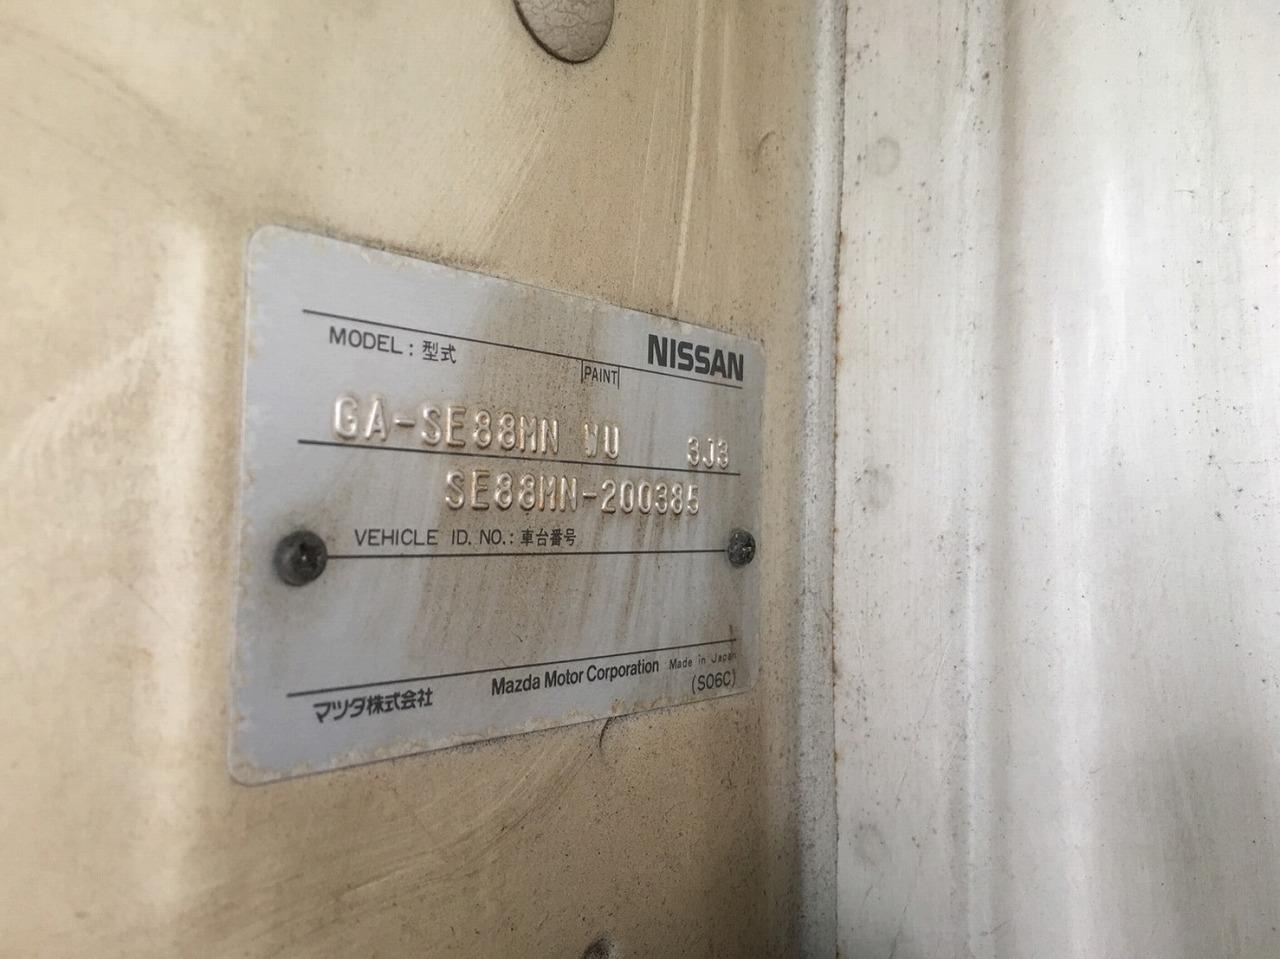 NISSAN
MODEL : 型式
PAINT
GA-SE88MN WU 3J3
SE88MN-200385
VEHICLE ID. NO. : 車台番号
マツダ株式会社 Mazda Motor Corporation Made in Japan
(S06C)